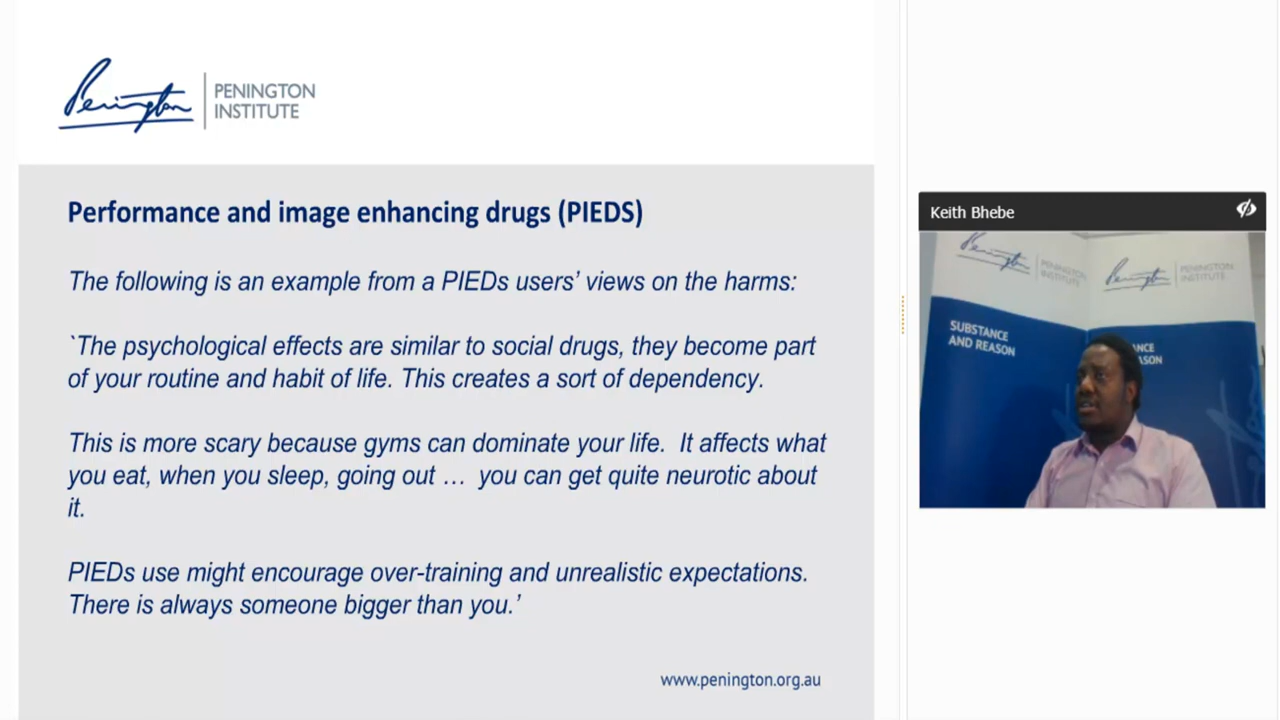 Penington
PENINGTON
INSTITUTE
Performance and image enhancing drugs (PIEDS)
The following is an example from a PIEDs users’ views on the harms:
`The psychological effects are similar to social drugs, they become part
of your routine and habit of life. This creates a sort of dependency.
This is more scary because gyms can dominate your life.  It affects what
you eat, when you sleep, going out …  you can get quite neurotic about
it.
PIEDs use might encourage over-training and unrealistic expectations.
There is always someone bigger than you.’
www.penington.org.au
Keith Bhebe
Penington
PENINGTON
INSTITUTE
Penington
PENINGTON
INSTITUTE
SUBSTANCE
AND REASON
NCE
ASON